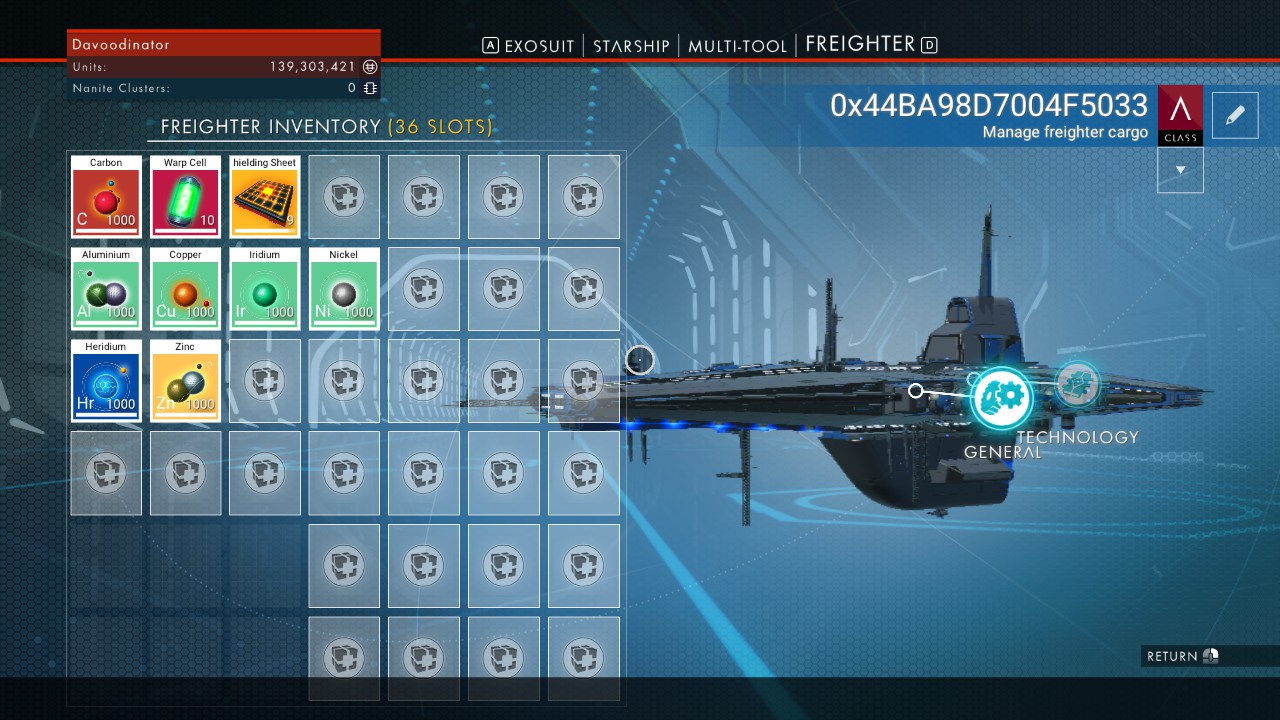 Davoodinator
Units: 139,303,421
Nanite Clusters: 0
A EXOSUIT STARSHIP MULTI-TOOL FREIGHTER D
0x44BA98D7004F5033
Manage freighter cargo
CLASS
FREIGHTER INVENTORY (36 SLOTS)
Carbon Warp Cell hielding Sheet
C 1000 10 9
Aluminium Copper Iridium Nickel
Al 1000 Cu 1000 Ir 1000 Ni 1000
Heridium Zinc
Hr 1000 Zn 1000
TECHNOLOGY
GENERAL
RETURN